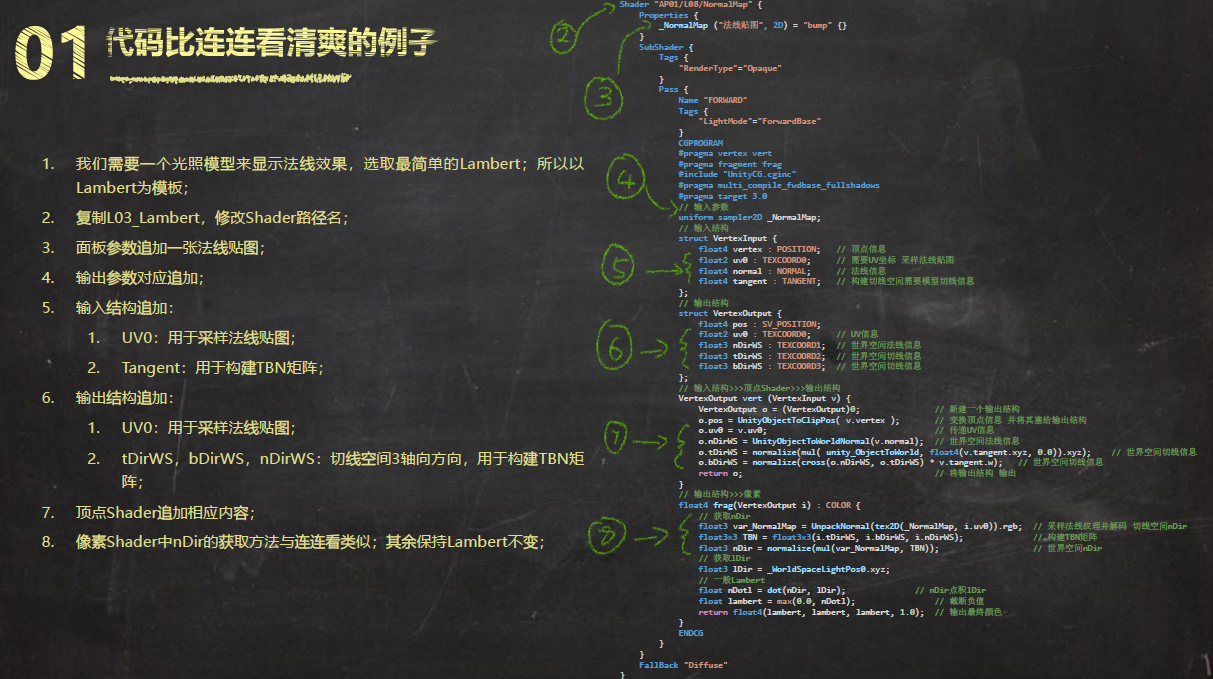 01 代码比连连看清爽的例子
1. 我们需要一个光照模型来显示法线效果，选取最简单的Lambert；所以以
Lambert为模板；
2. 复制L03_Lambert，修改Shader路径名；
3. 面板参数追加一张法线贴图；
4. 输出参数对应追加；
5. 输入结构追加：
1. UV0：用于采样法线贴图；
2. Tangent：用于构建TBN矩阵；
6. 输出结构追加：
1. UV0：用于采样法线贴图；
2. tDirWS，bDirWS，nDirWS：切线空间3轴向方向，用于构建TBN矩
阵；
7. 顶点Shader追加相应内容；
8. 像素Shader中nDir的获取方法与连连看类似；其余保持Lambert不变；
②
③
④
⑤
⑥
⑦
⑧
Shader "AP01/L08/NormalMap" {
Properties {
_NormalMap ("法线贴图", 2D) = "bump" {}
}
SubShader {
Tags {
"RenderType"="Opaque"
}
Pass {
Name "FORWARD"
Tags {
"LightMode"="ForwardBase"
}
CGPROGRAM
#pragma vertex vert
#pragma fragment frag
#include "UnityCG.cginc"
#pragma multi_compile_fwdbase_fullshadows
#pragma target 3.0
// 输入参数
uniform sampler2D _NormalMap;
// 输入结构
struct VertexInput {
float4 vertex : POSITION; // 顶点信息
float2 uv0 : TEXCOORD0; // 需要UV坐标 采样法线贴图
float4 normal : NORMAL; // 法线信息
float4 tangent : TANGENT; // 构建切线空间需要模型切线信息
};
// 输出结构
struct VertexOutput {
float4 pos : SV_POSITION;
float2 uv0 : TEXCOORD0; // UV信息
float3 nDirWS : TEXCOORD1; // 世界空间法线信息
float3 tDirWS : TEXCOORD2; // 世界空间切线信息
float3 bDirWS : TEXCOORD3; // 世界空间切线信息
};
// 输入结构>>>顶点Shader>>>输出结构
VertexOutput vert (VertexInput v) {
VertexOutput o = (VertexOutput)0; // 新建一个输出结构
o.pos = UnityObjectToClipPos( v.vertex ); // 变换顶点信息 并将其塞给输出结构
o.uv0 = v.uv0; // 传递UV信息
o.nDirWS = UnityObjectToWorldNormal(v.normal); // 世界空间法线信息
o.tDirWS = normalize(mul( unity_ObjectToWorld, float4(v.tangent.xyz, 0.0)).xyz); // 世界空间切线信息
o.bDirWS = normalize(cross(o.nDirWS, o.tDirWS) * v.tangent.w); // 世界空间切线信息
return o; // 将输出结构 输出
}
// 输出结构>>>像素
float4 frag(VertexOutput i) : COLOR {
// 获取nDir
float3 var_NormalMap = UnpackNormal(tex2D(_NormalMap, i.uv0)).rgb; // 采样法线纹理并解码 切线空间nDir
float3x3 TBN = float3x3(i.tDirWS, i.bDirWS, i.nDirWS); // 构建TBN矩阵
float3 nDir = normalize(mul(var_NormalMap, TBN)); // 世界空间nDir
// 获取lDir
float3 lDir = _WorldSpaceLightPos0.xyz;
// 一般Lambert
float nDotl = dot(nDir, lDir); // nDir点积lDir
float lambert = max(0.0, nDotl); // 截断负值
return float4(lambert, lambert, lambert, 1.0); // 输出最终颜色
}
ENDCG
}
}
FallBack "Diffuse"
}